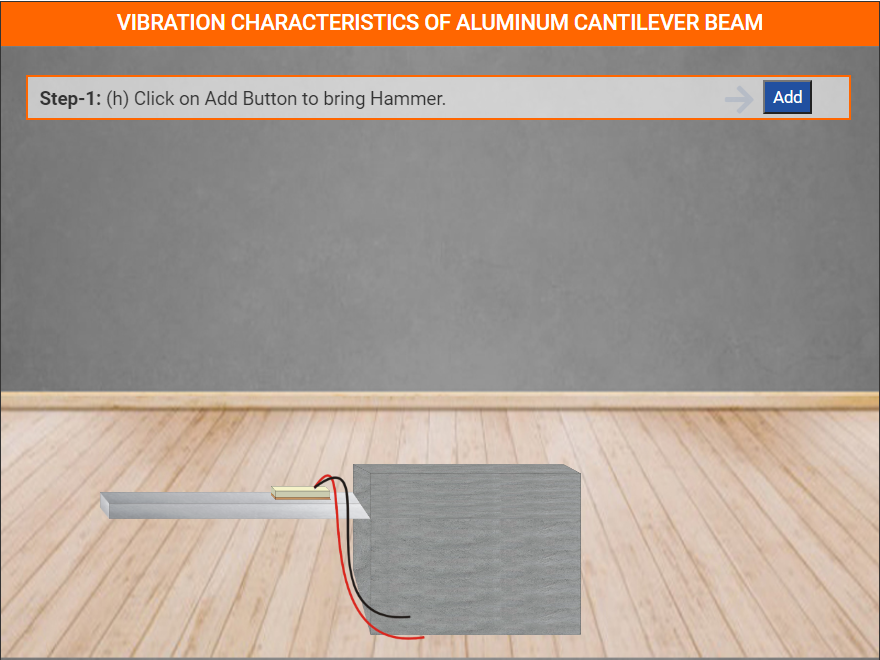 VIBRATION CHARACTERISTICS OF ALUMINUM CANTILEVER BEAM
Step-1: (h) Click on Add Button to bring Hammer.
Add